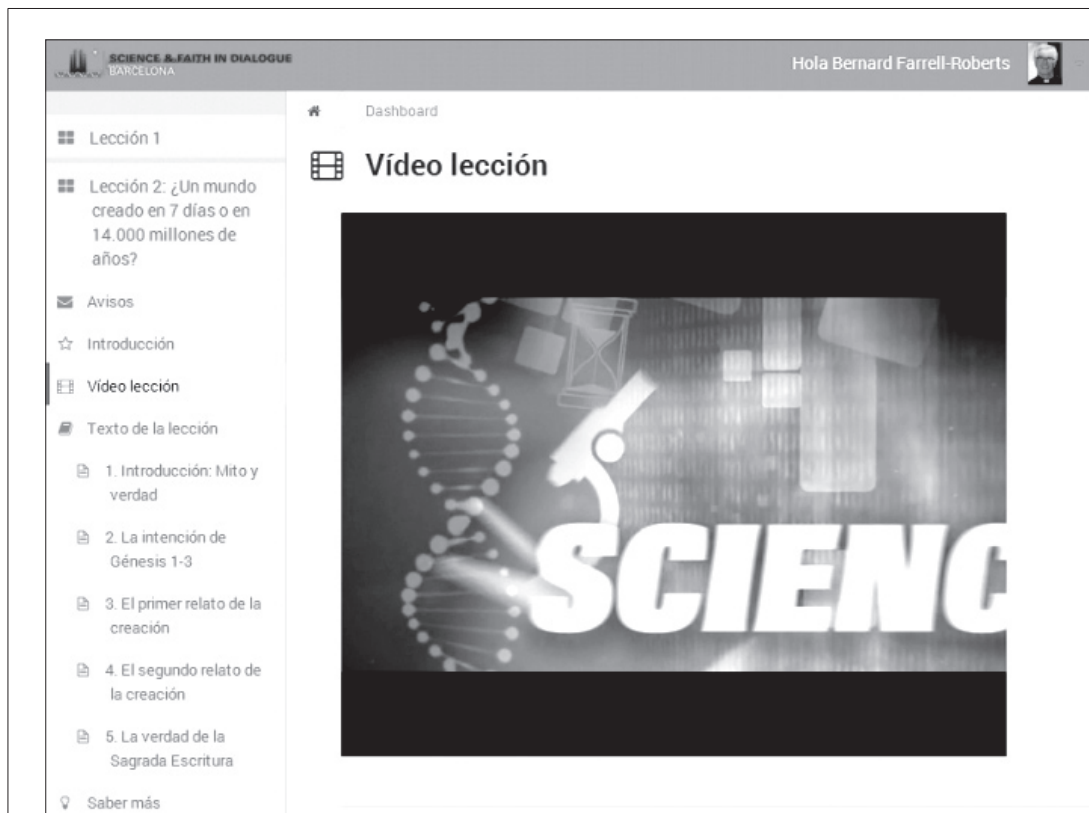 SCIENCE & FAITH IN DIALOGUE
BARCELONA
Hola Bernard Farrell-Roberts
Lección 1
Lección 2: ¿Un mundo
creado en 7 días o en
14.000 millones de
años?
Avisos
Introducción
Vídeo lección
Texto de la lección
1. Introducción: Mito y
verdad
2. La intención de
Génesis 1-3
3. El primer relato de la
creación
4. El segundo relato de
la creación
5. La verdad de la
Sagrada Escritura
Saber más
Dashboard
Vídeo lección
SCIENC